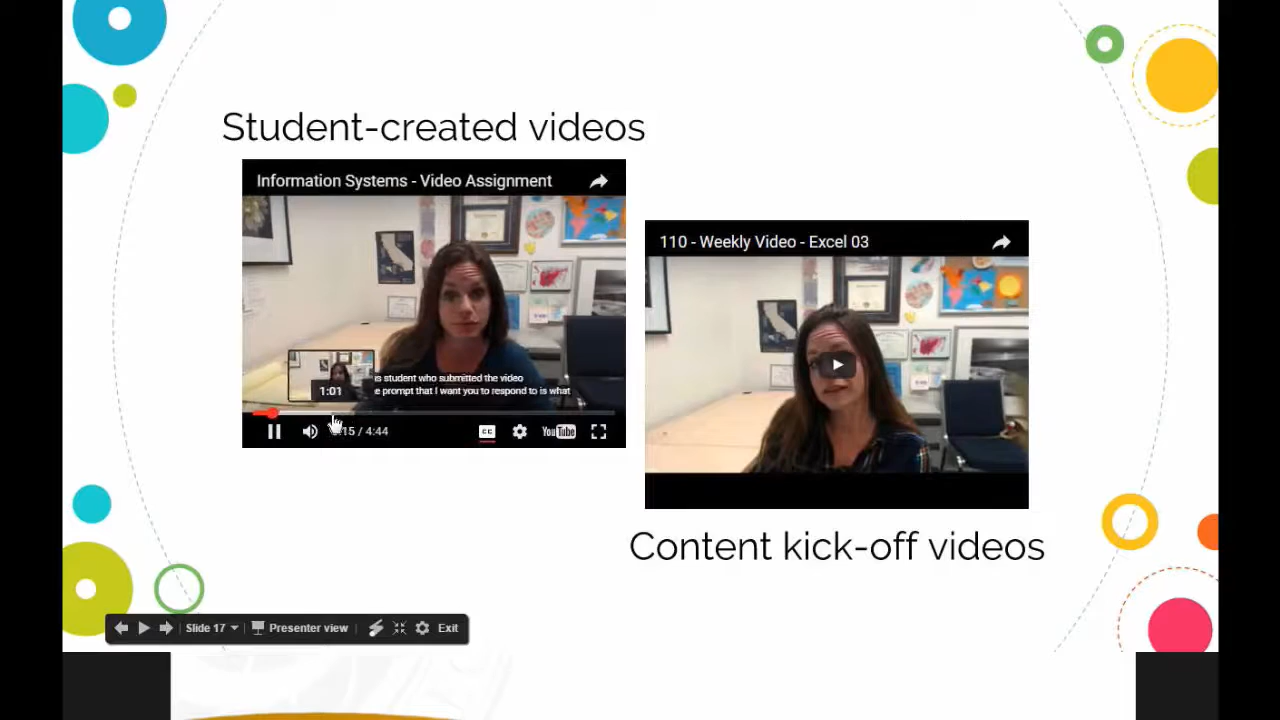 Student-created videos
Information Systems - Video Assignment
s student who submitted the video
e prompt that I want you to respond to is what
1:01
15 / 4:44
CC
YouTube
110 - Weekly Video - Excel 03
Content kick-off videos
Slide 17
Presenter view
Exit